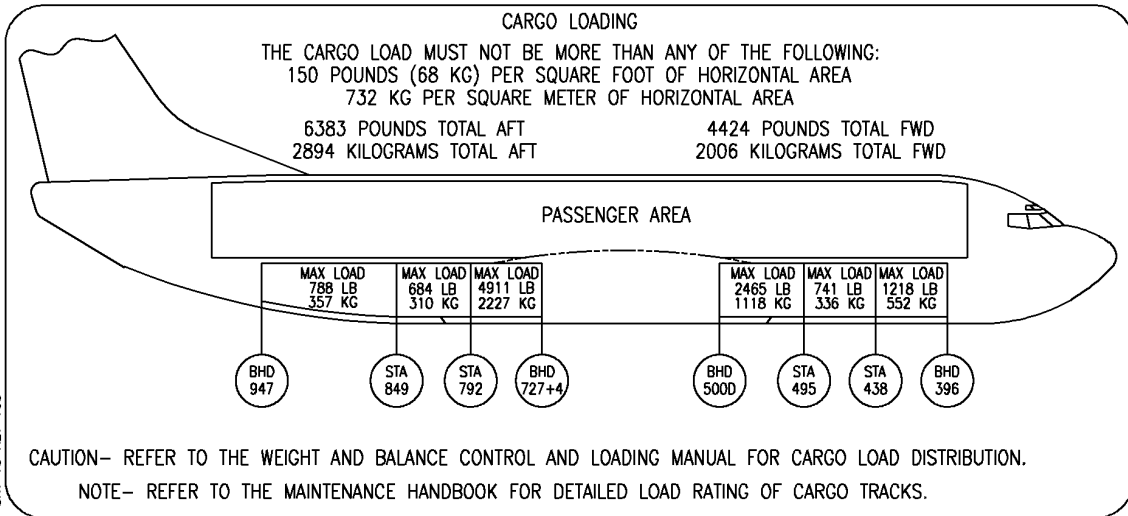 CARGO LOADING
THE CARGO LOAD MUST NOT BE MORE THAN ANY OF THE FOLLOWING:
150 POUNDS (68 KG) PER SQUARE FOOT OF HORIZONTAL AREA
732 KG PER SQUARE METER OF HORIZONTAL AREA
6383 POUNDS TOTAL AFT
2894 KILOGRAMS TOTAL AFT
4424 POUNDS TOTAL FWD
2006 KILOGRAMS TOTAL FWD
PASSENGER AREA
MAX LOAD
788 LB
357 KG
MAX LOAD
684 LB
310 KG
MAX LOAD
4911 LB
2227 KG
MAX LOAD
2465 LB
1118 KG
MAX LOAD
741 LB
336 KG
MAX LOAD
1218 LB
552 KG
BHD
947
STA
849
STA
792
BHD
727+4
BHD
500D
STA
495
STA
438
BHD
396
CAUTION– REFER TO THE WEIGHT AND BALANCE CONTROL AND LOADING MANUAL FOR CARGO LOAD DISTRIBUTION.
NOTE– REFER TO THE MAINTENANCE HANDBOOK FOR DETAILED LOAD RATING OF CARGO TRACKS.